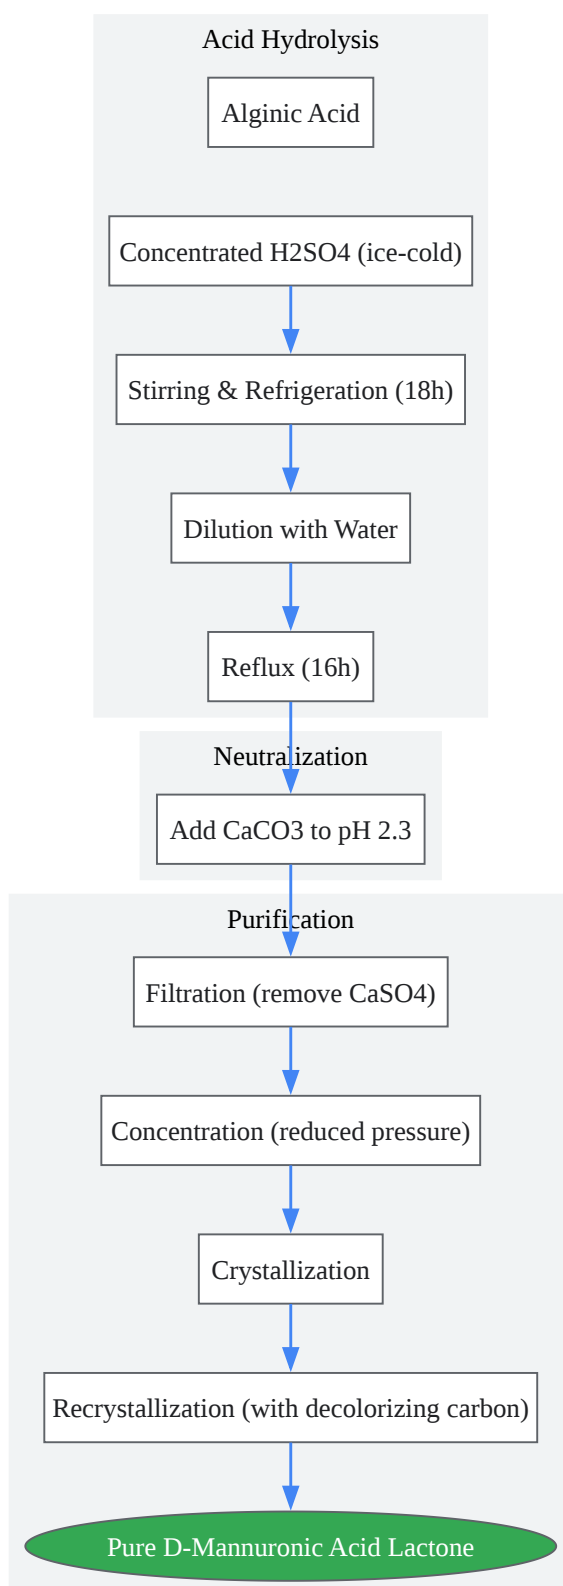 Acid Hydrolysis
Alginic Acid
Concentrated H2SO4 (ice-cold)
Stirring & Refrigeration (18h)
Dilution with Water
Reflux (16h)
Neutralization
Add CaCO3 to pH 2.3
Purification
Filtration (remove CaSO4)
Concentration (reduced pressure)
Crystallization
Recrystallization (with decolorizing carbon)
Pure D-Mannuronic Acid Lactone